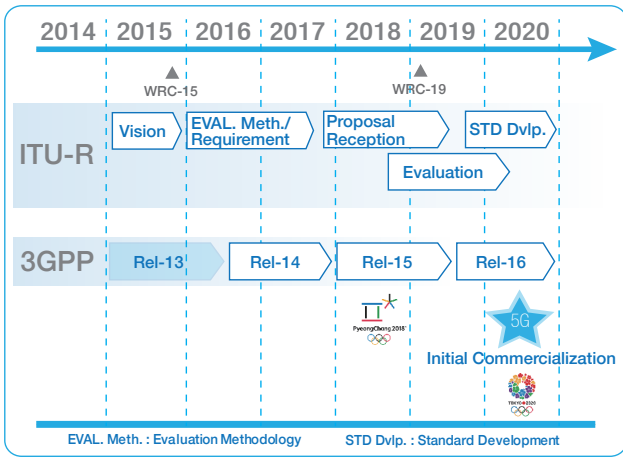 2014 2015 2016 2017 2018 2019 2020
WRC-15 WRC-19
ITU-R
Vision
EVAL. Meth./
Requirement
Proposal
Reception
STD Dvlp.
Evaluation
3GPP
Rel-13 Rel-14 Rel-15 Rel-16
PyeongChang 2018
5G
Initial Commercialization
TOKYO 2020
EVAL. Meth. : Evaluation Methodology STD Dvlp. : Standard Development